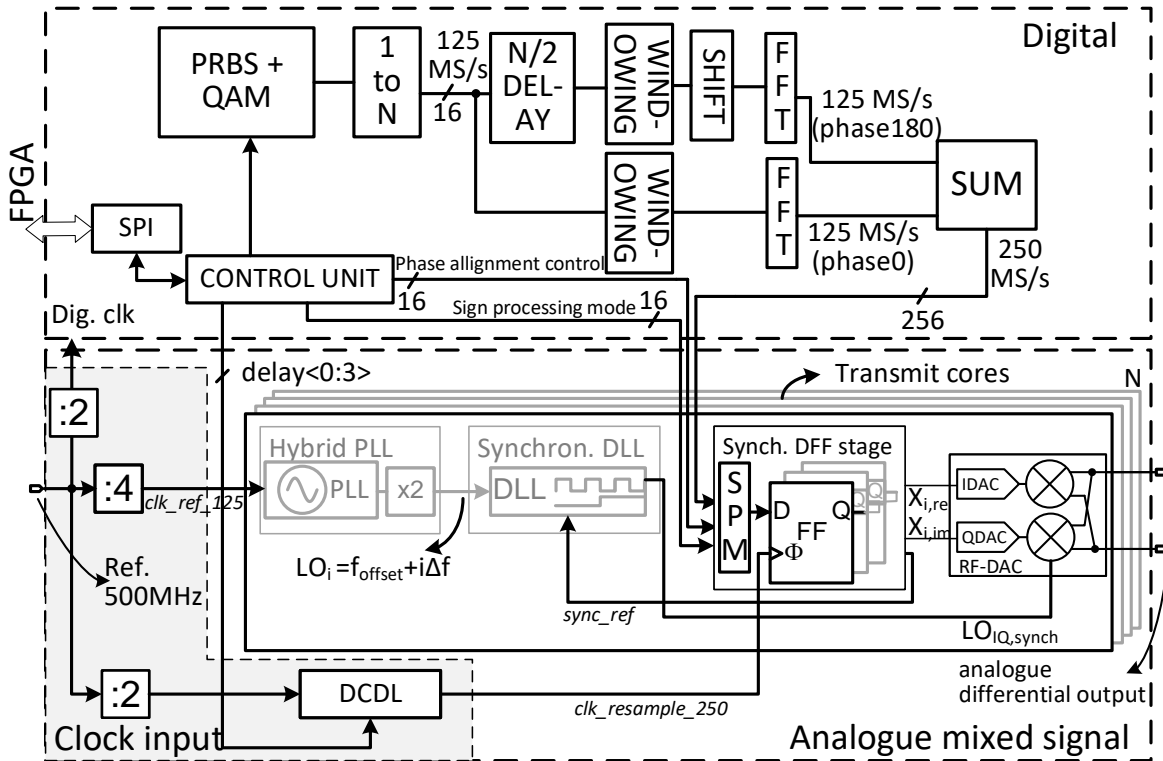 Digital
PRBS +
QAM
1
to
N
125
MS/s
16
N/2
DEL-
AY
WIND-
OWING
SHIFT
FFT
125 MS/s
(phase180)
WIND-
OWING
FFT
125 MS/s
(phase0)
SUM
250
MS/s
256
FPGA
SPI
CONTROL UNIT
Phase allignment control
16
Sign processing mode
16
Dig. clk
:2
delay<0:3>
Transmit cores
N
Hybrid PLL
PLL
x2
Synchron. DLL
DLL
Synch. DFF stage
SPM
D
Q
FF
Φ
Q
Q
IDAC
QDAC
RF-DAC
Xi,re
Xi,im
:4
clk_ref_125
LOi =foffset+iΔf
sync_ref
LOIQ,synch
Ref.
500MHz
analogue
differential output
:2
DCDL
clk_resample_250
Clock input
Analogue mixed signal